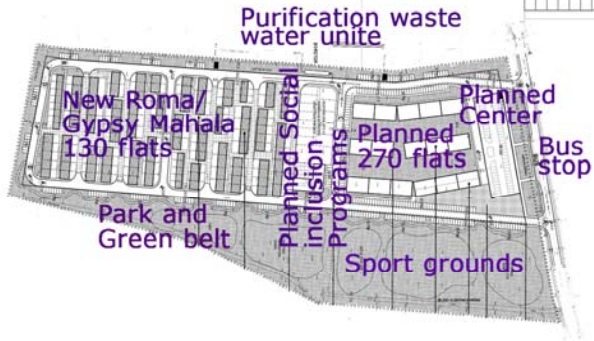 Purification waste
water unite
New Roma/
Gypsy Mahala
130 flats
Planned Social
inclusion
Programs
Planned
270 flats
Planned
Center
Bus
stop
Park and
Green belt
Sport grounds